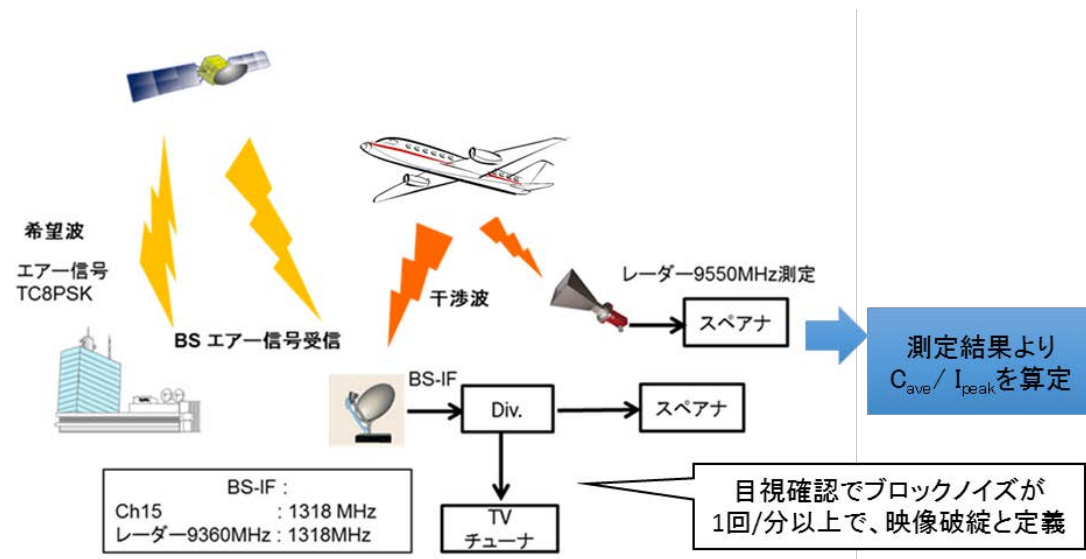 希望波
エアー信号
TC8PSK
BS エアー信号受信
干渉波
レーダー9550MHz測定
スペアナ
測定結果より
Cave/ Ipeakを算定
BS-IF
Div.
スペアナ
BS-IF :
Ch15 : 1318 MHz
レーダー9360MHz : 1318MHz
TV
チューナ
目視確認でブロックノイズが
1回/分以上で、映像破綻と定義